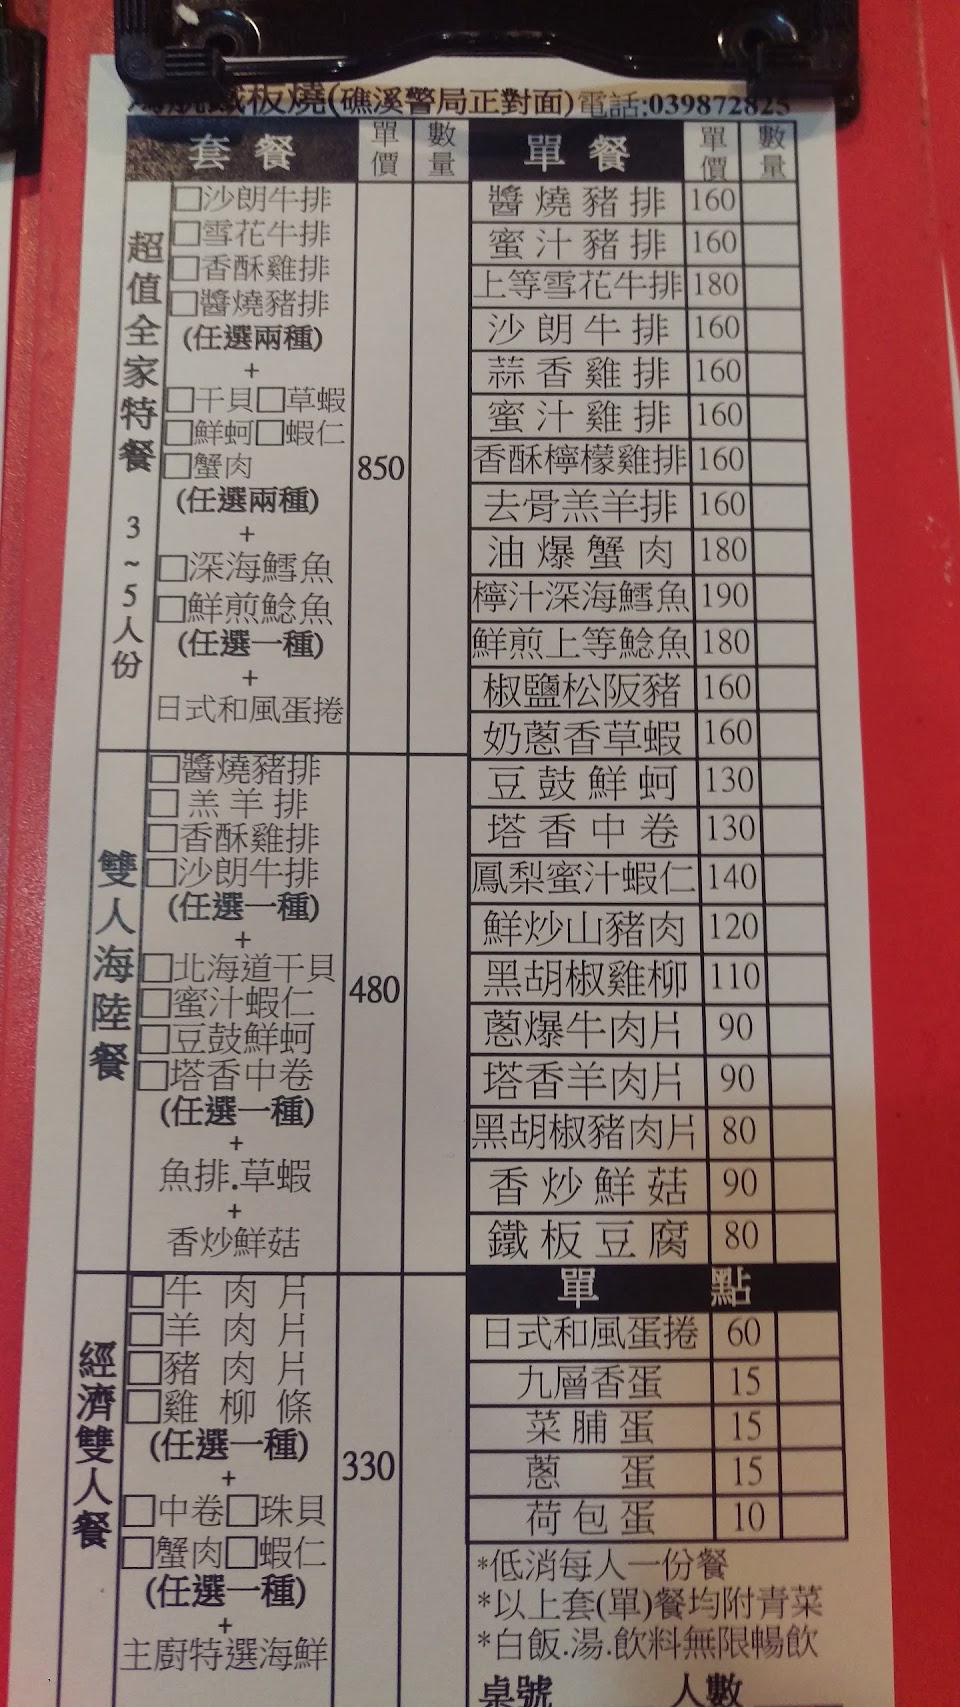 鐵板燒(礁溪警局正對面)電話:039872825
套餐 單價 數量
超值全家特餐 3~5人份
□沙朗牛排
□雪花牛排
□香酥雞排
□醬燒豬排
(任選兩種)
+
□干貝□草蝦
□鮮蚵□蝦仁
□蟹肉
(任選兩種)
+
□深海鱈魚
□鮮煎鯰魚
(任選一種)
+
日式和風蛋捲
850
雙人海陸餐
□醬燒豬排
□羔羊排
□香酥雞排
□沙朗牛排
(任選一種)
+
□北海道干貝
□蜜汁蝦仁
□豆鼓鮮蚵
□塔香中卷
(任選一種)
+
魚排.草蝦
+
香炒鮮菇
480
經濟雙人餐
□牛肉片
□羊肉片
□豬肉片
□雞柳條
(任選一種)
+
□中卷□珠貝
□蟹肉□蝦仁
(任選一種)
+
主廚特選海鮮
330
單餐 單價 數量
醬燒豬排 160
蜜汁豬排 160
上等雪花牛排 180
沙朗牛排 160
蒜香雞排 160
蜜汁雞排 160
香酥檸檬雞排 160
去骨羔羊排 160
油爆蟹肉 180
檸汁深海鱈魚 190
鮮煎上等鯰魚 180
椒鹽松阪豬 160
奶蔥香草蝦 160
豆鼓鮮蚵 130
塔香中卷 130
鳳梨蜜汁蝦仁 140
鮮炒山豬肉 120
黑胡椒雞柳 110
蔥爆牛肉片 90
塔香羊肉片 90
黑胡椒豬肉片 80
香炒鮮菇 90
鐵板豆腐 80
單點
日式和風蛋捲 60
九層香蛋 15
菜脯蛋 15
蔥蛋 15
荷包蛋 10
*低消每人一份餐
*以上套(單)餐均附青菜
*白飯.湯.飲料無限暢飲
桌號 人數